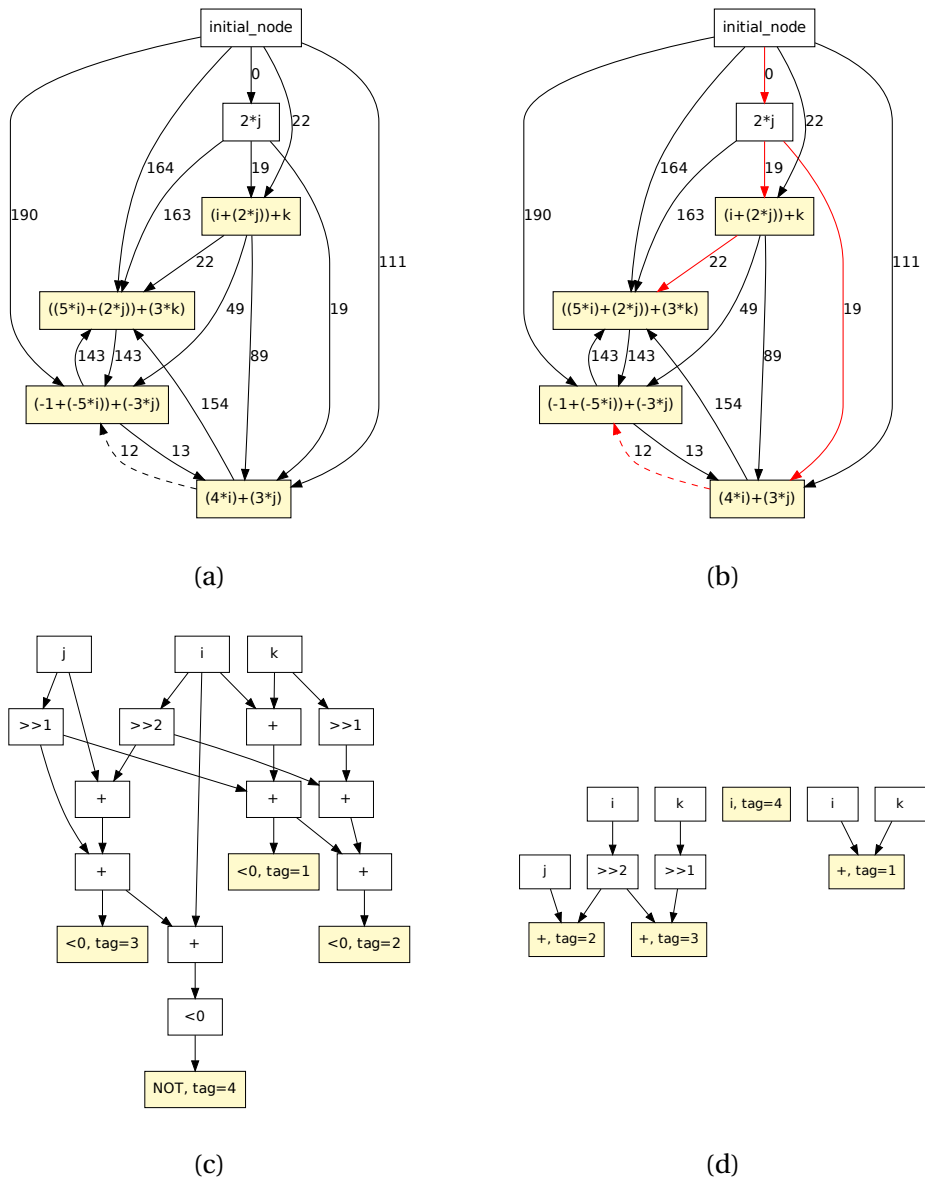 initial_node
0
2*j
22
164
19
163
190
(i+(2*j))+k
111
22
((5*i)+(2*j))+(3*k)
49
19
143
143
89
(-1+(-5*i))+(-3*j)
154
12
13
(4*i)+(3*j)
(a)
initial_node
0
2*j
22
164
19
163
190
(i+(2*j))+k
111
22
((5*i)+(2*j))+(3*k)
49
19
143
143
89
(-1+(-5*i))+(-3*j)
154
12
13
(4*i)+(3*j)
(b)
j
i
k
>>1
>>2
+
>>1
+
+
+
+
<0, tag=1
+
<0, tag=3
+
<0, tag=2
<0
NOT, tag=4
(c)
i
k
i, tag=4
i
k
j
>>2
>>1
+, tag=1
+, tag=2
+, tag=3
(d)